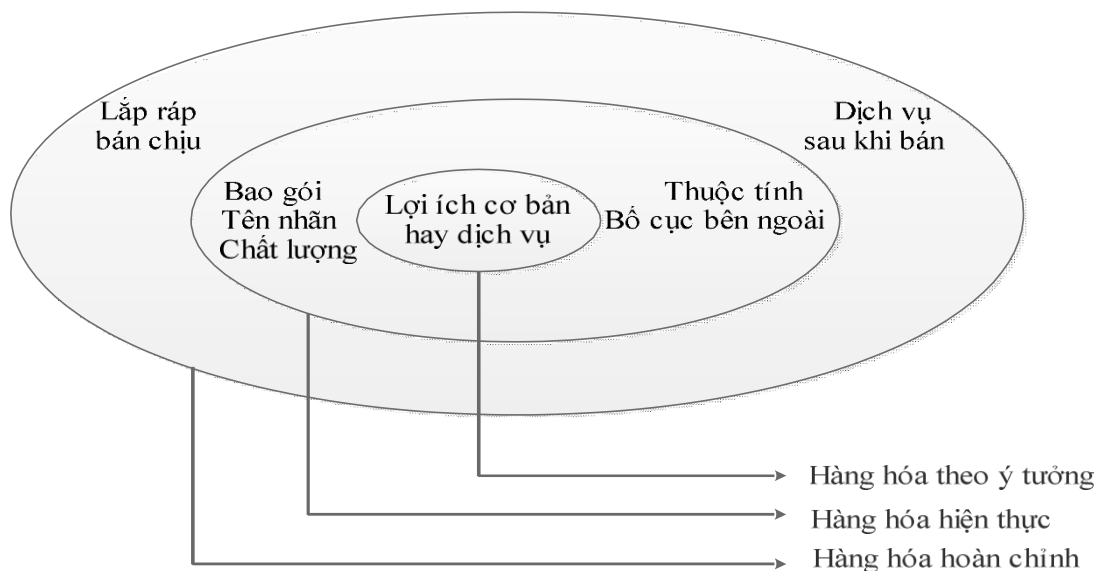 Lắp ráp
bán chịu
Dịch vụ
sau khi bán
Bao gói
Tên nhãn
Chất lượng
Lợi ích cơ bản
hay dịch vụ
Thuộc tính
Bố cục bên ngoài
Hàng hóa theo ý tưởng
Hàng hóa hiện thực
Hàng hóa hoàn chỉnh